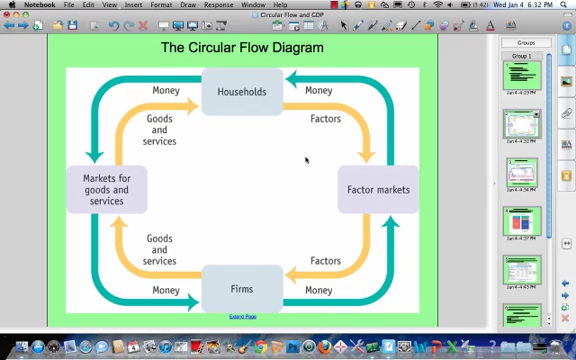 Notebook File Edit View Insert Format Draw Response Window Help (1:42) Wed Jan 4 6:32 PM
Circular Flow and GDP
The Circular Flow Diagram
Groups
Group 1
Money
Households
Money
Goods
and
services
Factors
Markets for
goods and
services
Factor markets
Goods
and
services
Factors
Money
Firms
Money
Extend Page